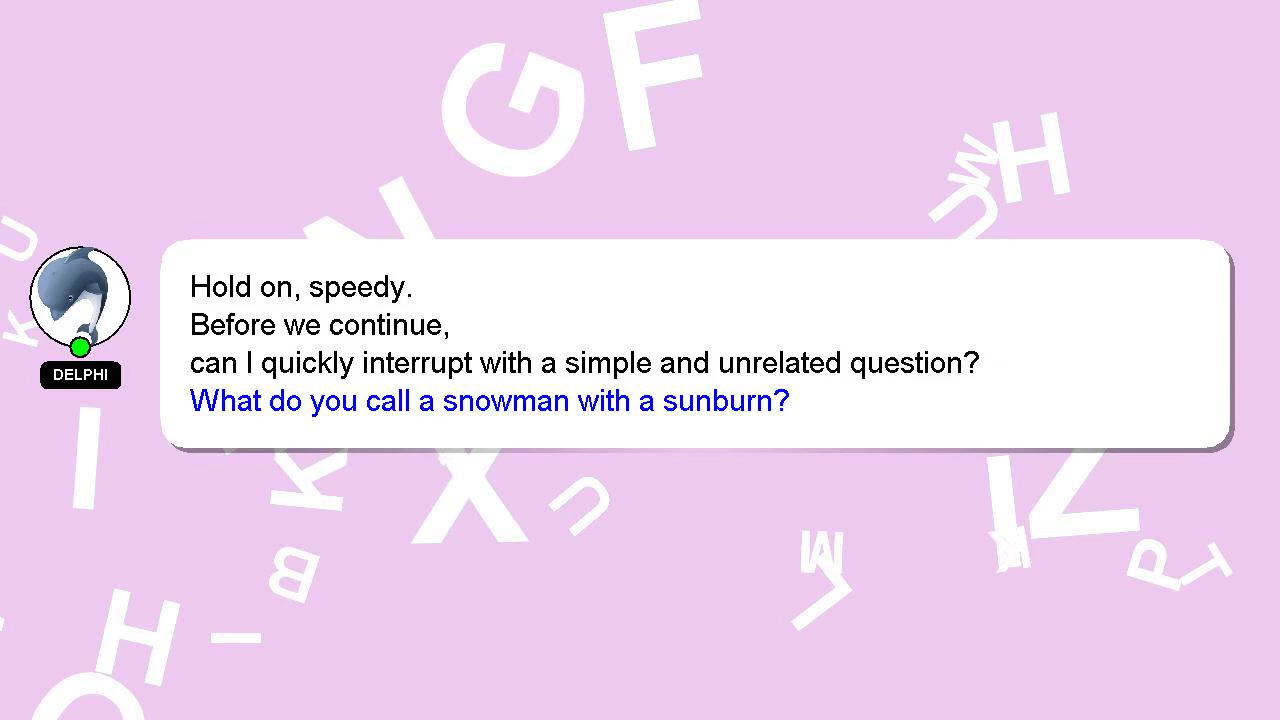 Hold on, speedy.
Before we continue,
can I quickly interrupt with a simple and unrelated question?
What do you call a snowman with a sunburn?
DELPHI